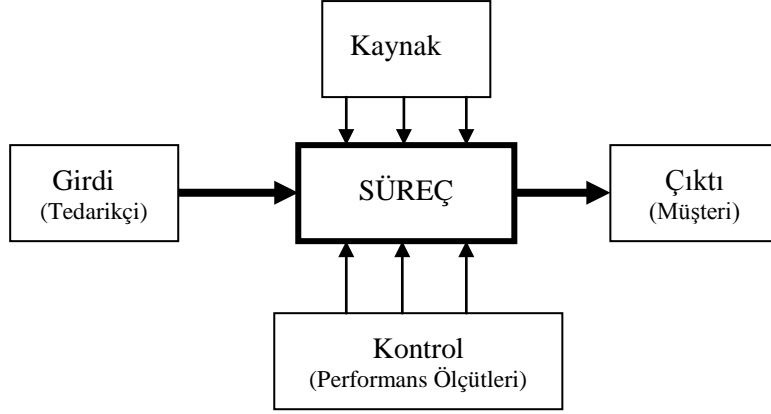 Kaynak
Girdi
(Tedarikçi)
SÜREÇ
Çıktı
(Müşteri)
Kontrol
(Performans Ölçütleri)